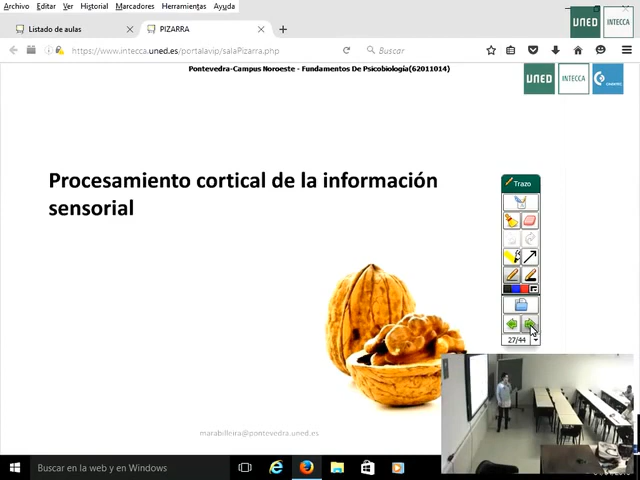 Archivo Editar Ver Historial Marcadores Herramientas Ayuda
Listado de aulas
PIZARRA
https://www.intecca.uned.es/portalavip/salaPizarra.php
Buscar
UNED INTECCA
Pontevedra-Campus Noroeste - Fundamentos De Psicobiología(62011014)
UNED INTECCA
Procesamiento cortical de la información
sensorial
Trazo
27/44
marabilleira@pontevedra.uned.es
Buscar en la web y en Windows